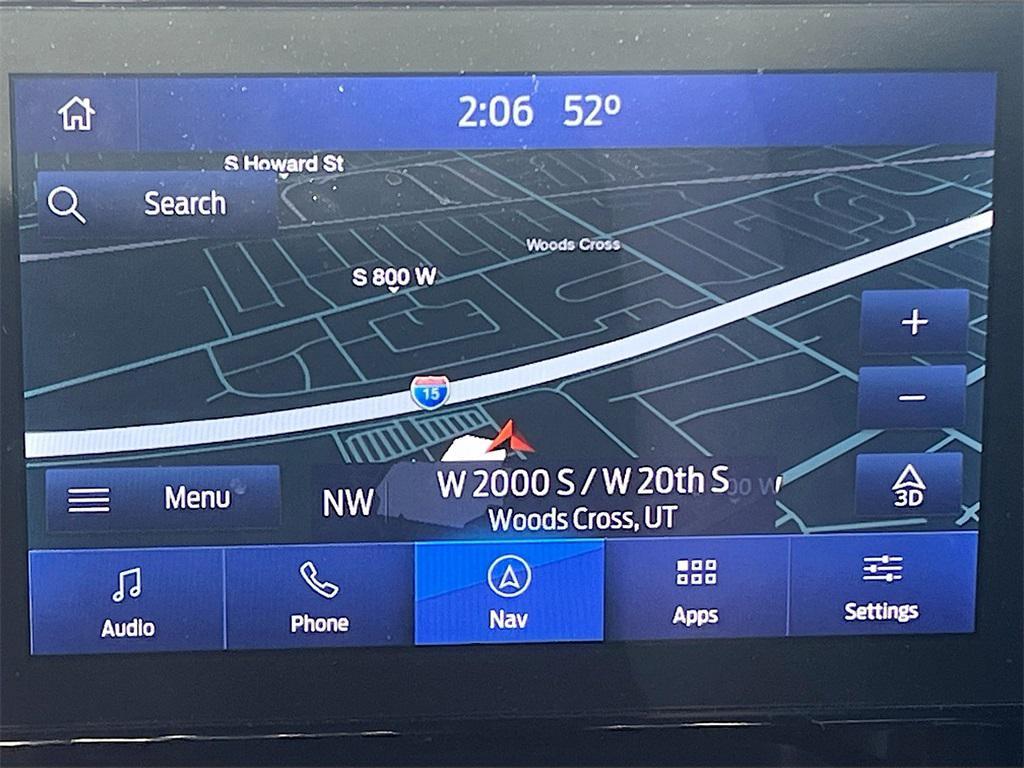 2:06 52º
S Howard St
Search
Woods Cross
S 800 W
+
15
−
Menu
NW
W 2000 S / W 20th S
Woods Cross, UT
3D
Audio
Phone
Nav
Apps
Settings